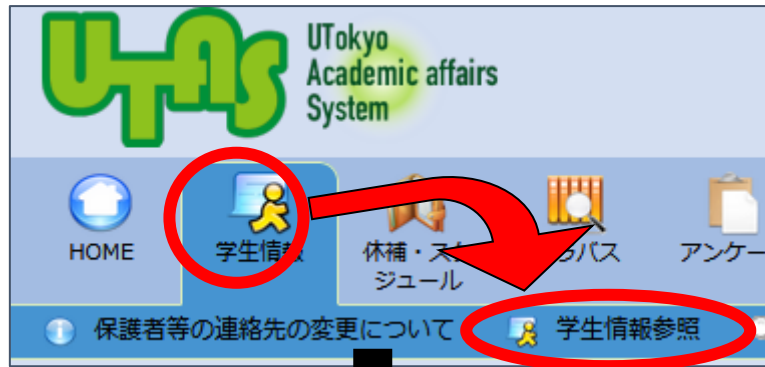 UTAS
UTokyo
Academic affairs
System
HOME
学生情報
休補・ス
ジュール
バス
アンケー
保護者等の連絡先の変更について
学生情報参照